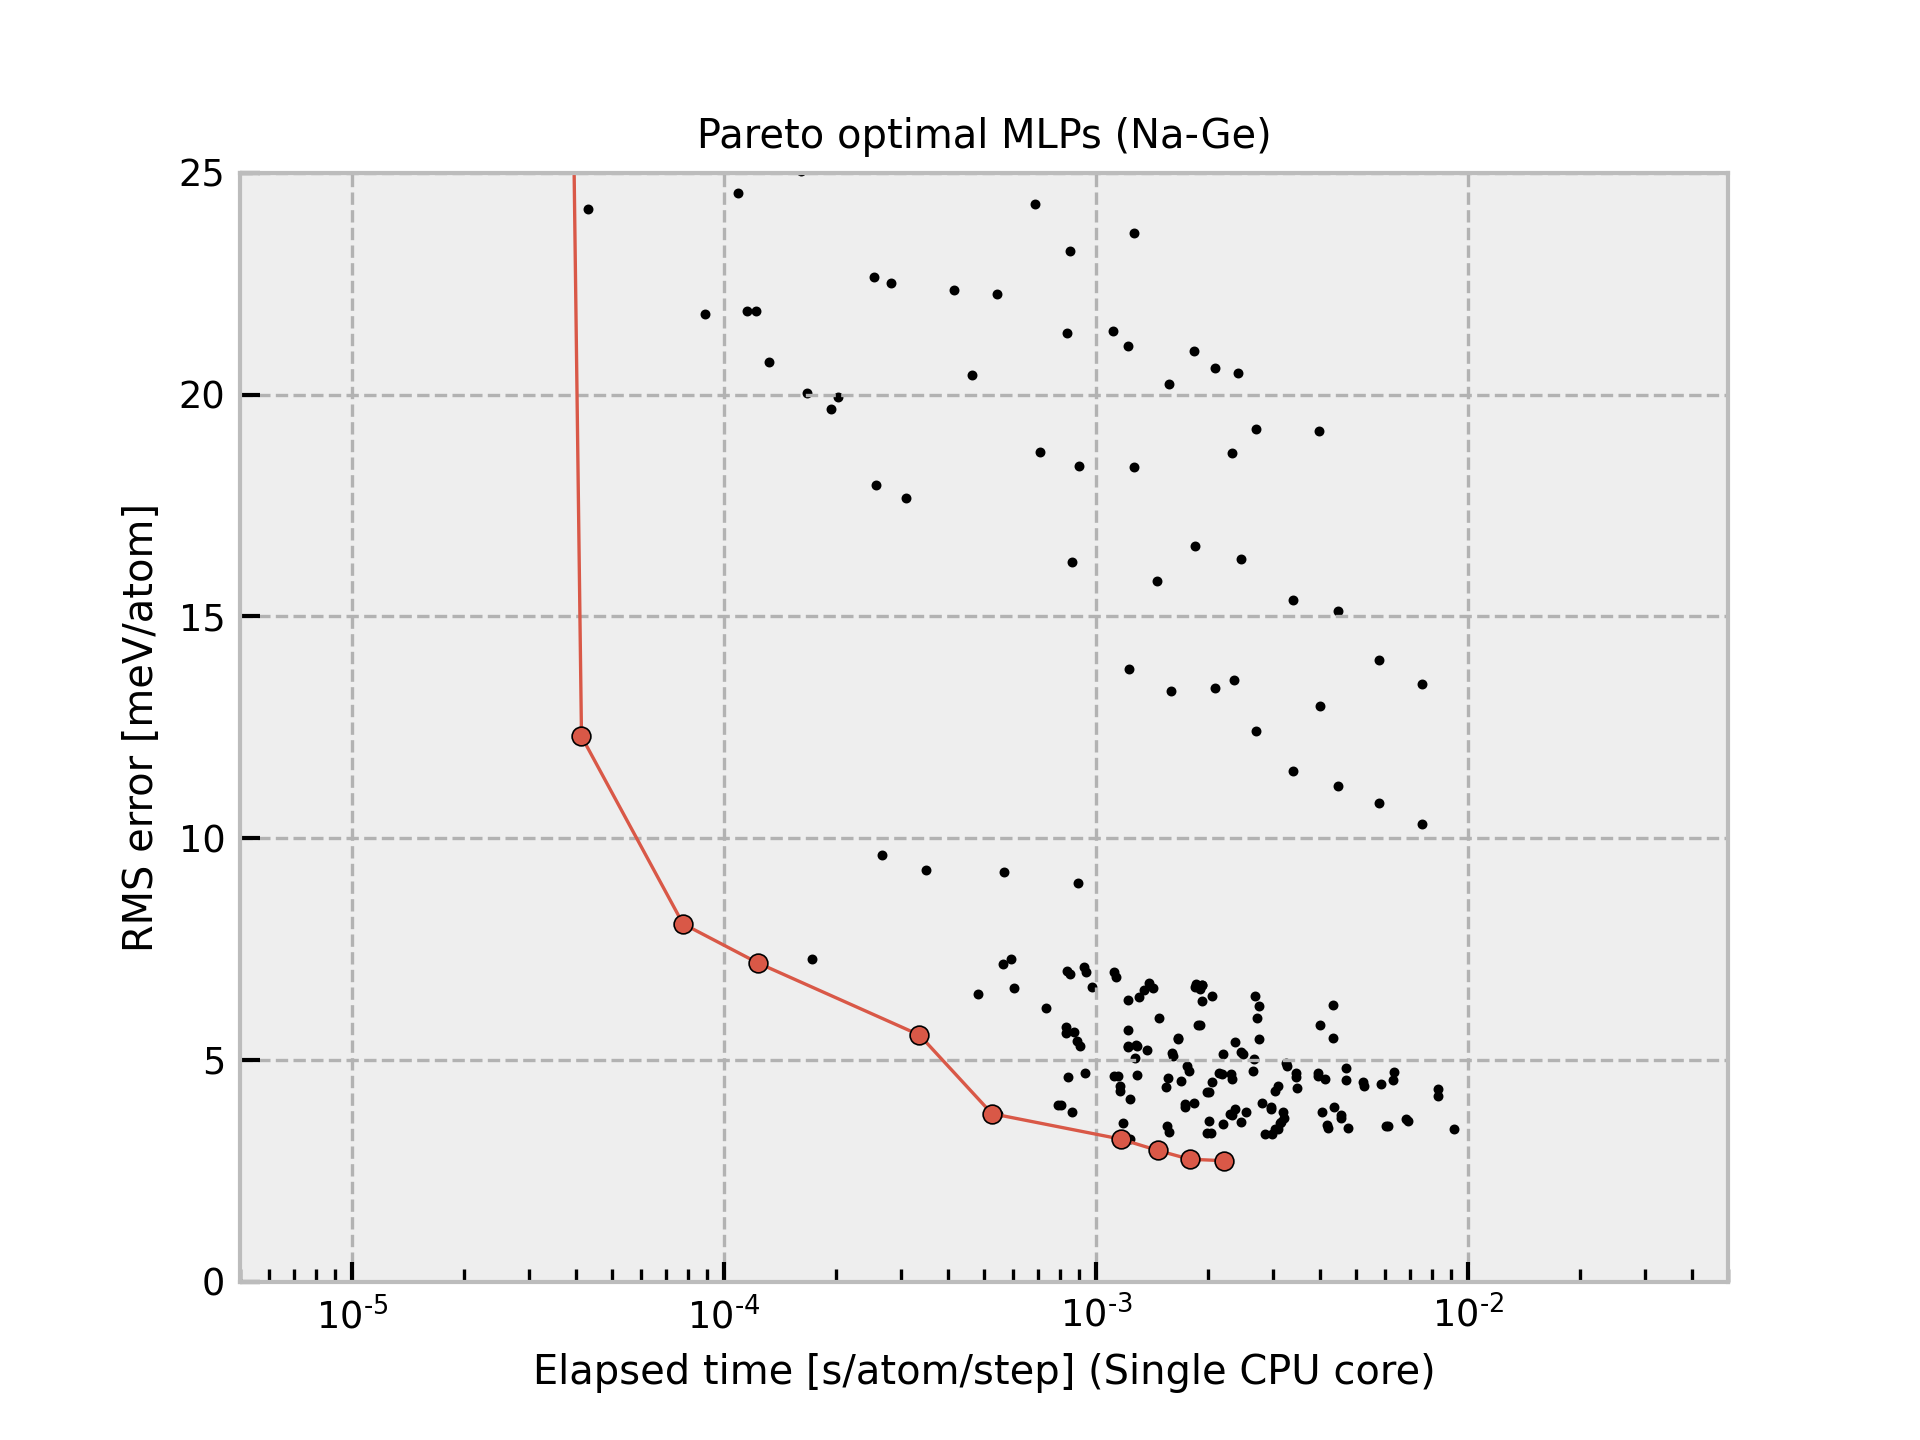 Pareto optimal MLPs (Na-Ge)
25
20
15
10
5
0
RMS error [meV/atom]
10⁻⁵ 10⁻⁴ 10⁻³ 10⁻²
Elapsed time [s/atom/step] (Single CPU core)